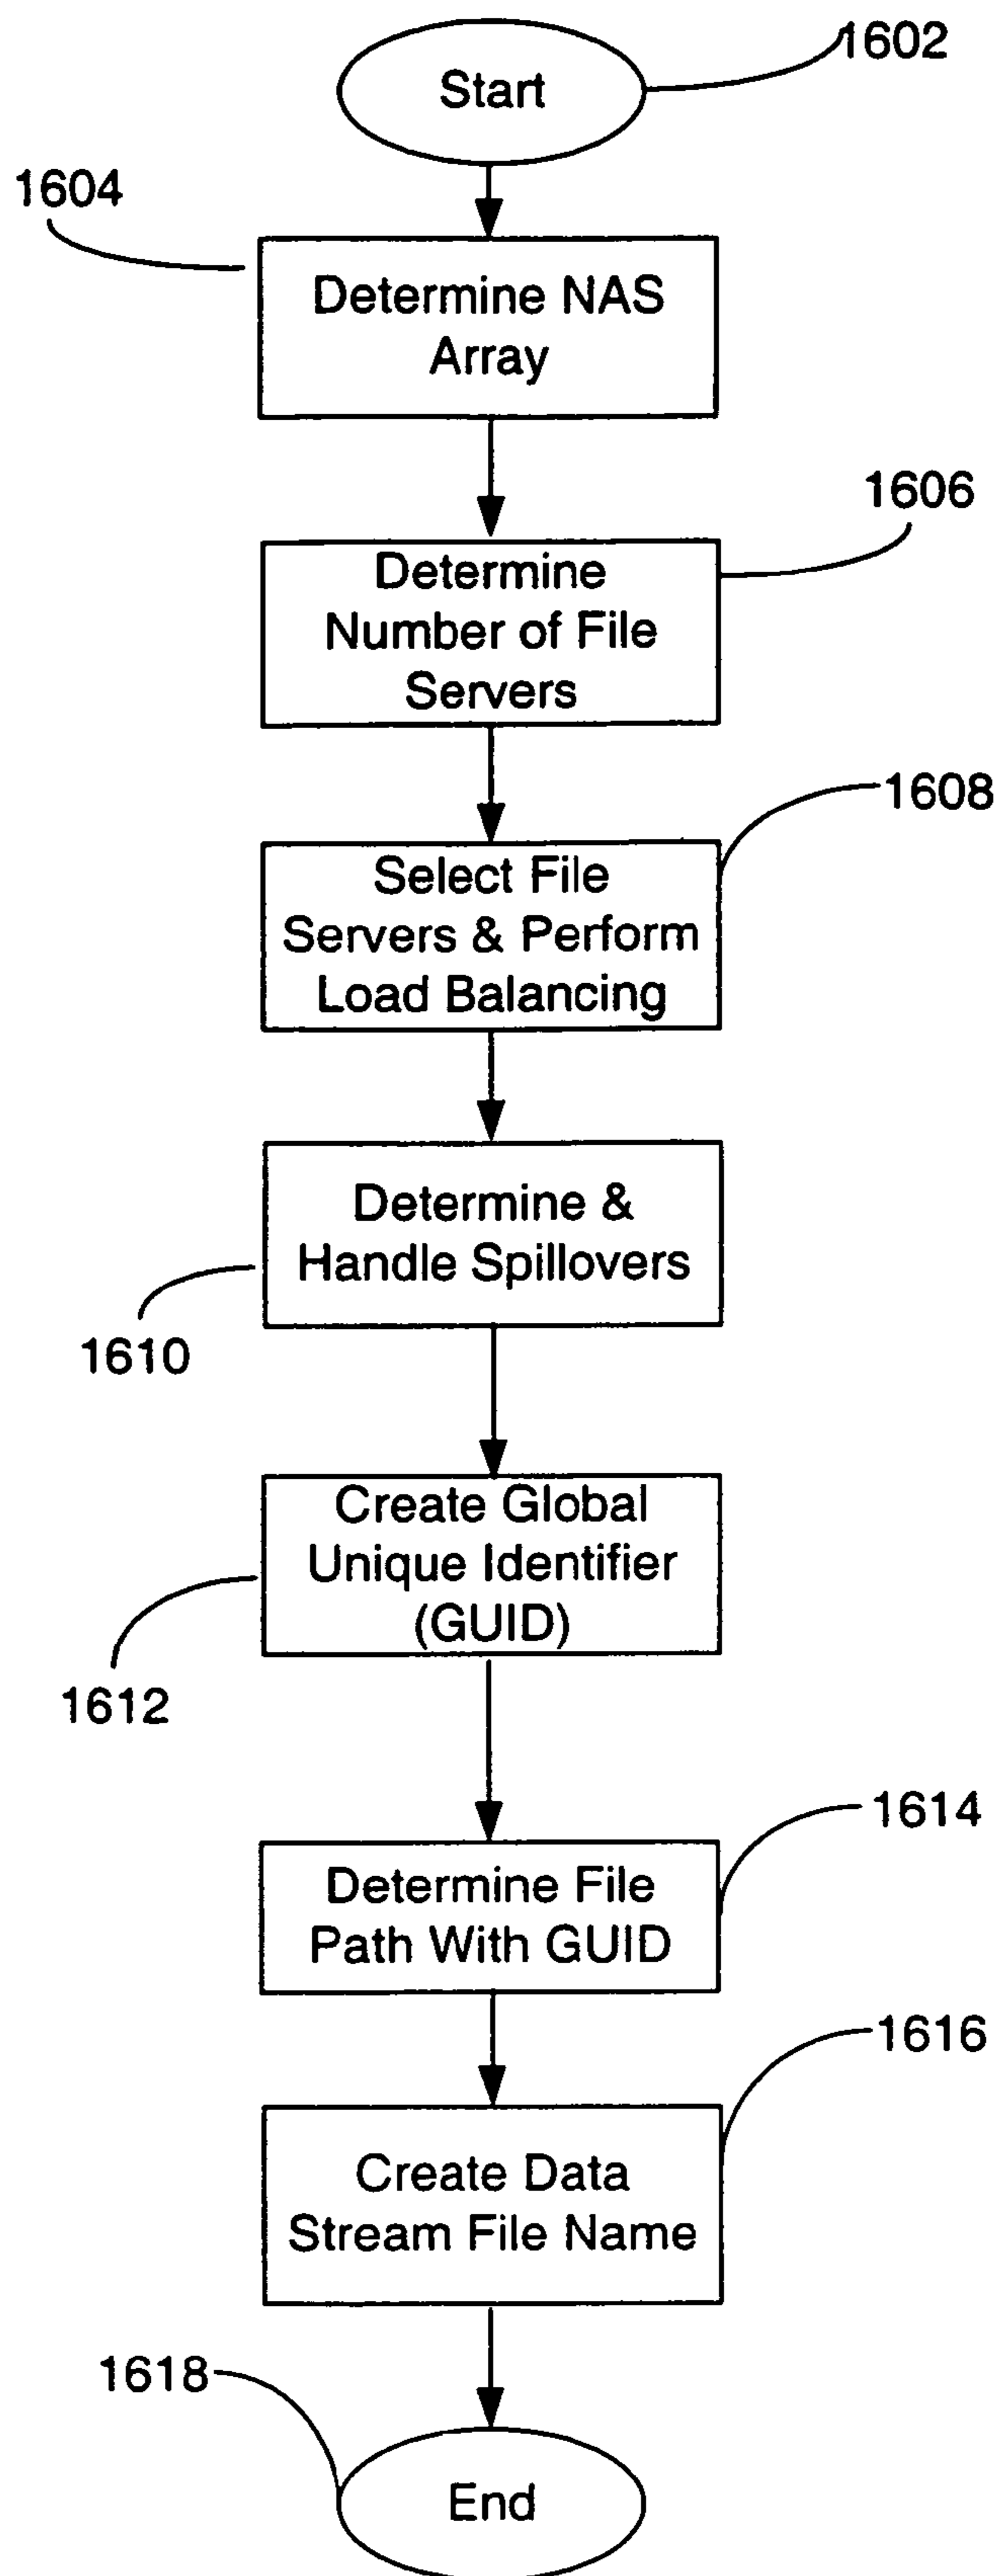 Start
1602
1604
Determine NAS
Array
1606
Determine
Number of File
Servers
1608
Select File
Servers & Perform
Load Balancing
Determine &
Handle Spillovers
1610
Create Global
Unique Identifier
(GUID)
1612
1614
Determine File
Path With GUID
1616
Create Data
Stream File Name
1618
End